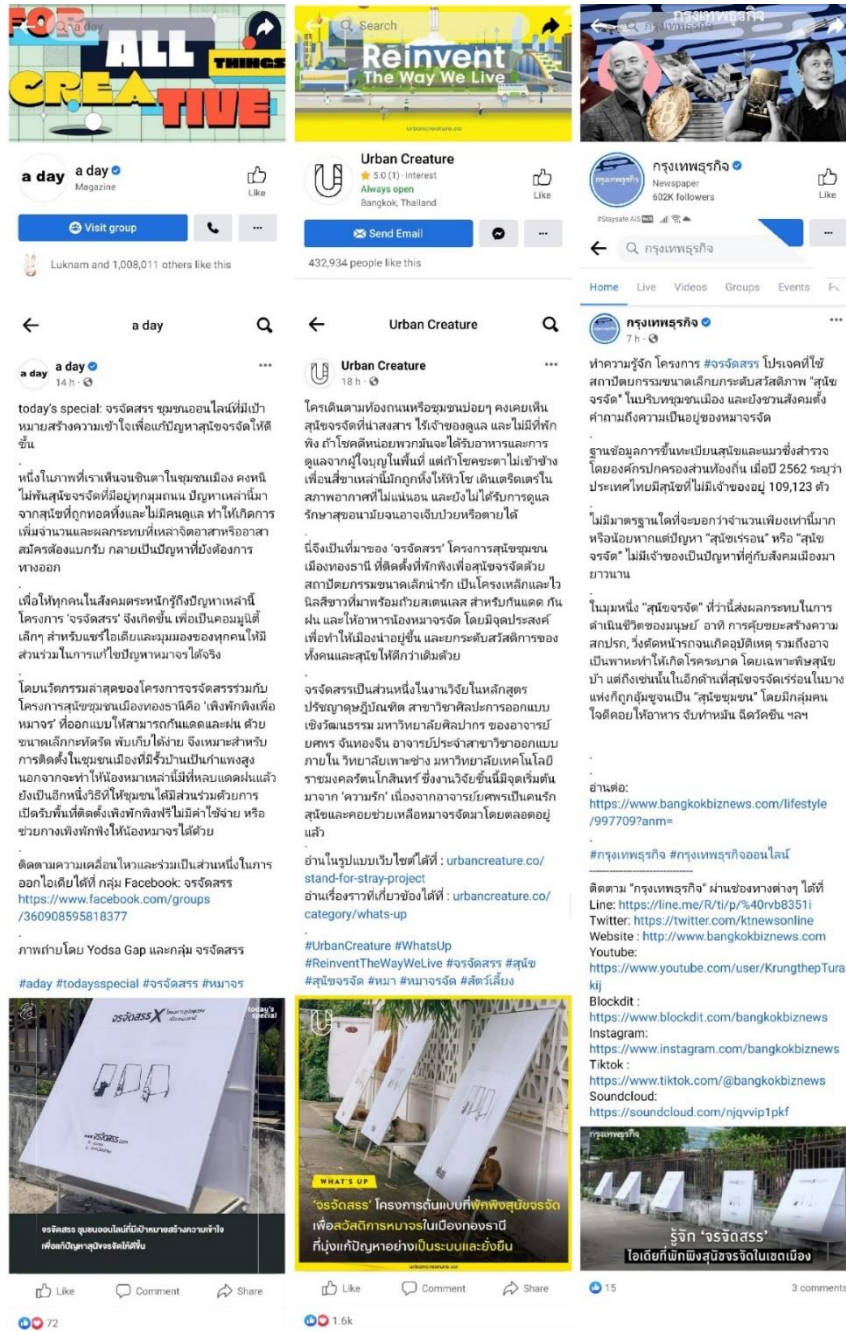 FOR
a day
ALL
THINGS
CREATIVE
a day
a day
Magazine
Like
Visit group
Luknam and 1,008,011 others like this
a day
a day
a day
14 h
today's special: จรจัดสรร ชุมชนออนไลน์ที่มีเป้า
หมายสร้างความเข้าใจเพื่อแก้ปัญหาสุนัขจรจัดให้ดี
ขึ้น
.
หนึ่งในภาพที่เราเห็นจนชินตาในชุมชนเมือง คงหนี
ไม่พ้นสุนัขจรจัดที่มีอยู่ทุกมุมถนน ปัญหาเหล่านี้มา
จากสุนัขที่ถูกทอดทิ้งและไม่มีคนดูแล ทำให้เกิดการ
เพิ่มจำนวนและผลกระทบที่เหล่าจิตอาสาหรืออาสา
สมัครต้องแบกรับ กลายเป็นปัญหาที่ยังต้องการ
ทางออก
.
เพื่อให้ทุกคนในสังคมตระหนักรู้ถึงปัญหาเหล่านี้
โครงการ 'จรจัดสรร' จึงเกิดขึ้น เพื่อเป็นคอมมูนิตี้
เล็กๆ สำหรับแชร์ไอเดียและมุมมองของทุกคนให้มี
ส่วนร่วมในการแก้ไขปัญหาหมาจรได้จริง
.
โดยนวัตกรรมล่าสุดของโครงการจรจัดสรรร่วมกับ
โครงการสุนัขชุมชนเมืองทองธานีคือ 'เพิงพักพิงเพื่อ
หมาจร' ที่ออกแบบให้สามารถกันแดดและฝน ด้วย
ขนาดเล็กกะทัดรัด พับเก็บได้ง่าย จึงเหมาะสำหรับ
การติดตั้งในชุมชนเมืองที่มีรั้วบ้านเป็นกำแพงสูง
นอกจากจะทำให้น้องหมาเหล่านี้มีที่หลบแดดฝนแล้ว
ยังเป็นอีกหนึ่งวิธีที่ให้ชุมชนได้มีส่วนร่วมด้วยการ
เปิดรับพื้นที่ติดตั้งเพิงพักพิงฟรีไม่มีค่าใช้จ่าย หรือ
ช่วยกางเพิงพักพิงให้น้องหมาจรได้ด้วย
.
ติดตามความเคลื่อนไหวและร่วมเป็นส่วนหนึ่งในการ
ออกไอเดียได้ที่ กลุ่ม Facebook: จรจัดสรร
https://www.facebook.com/groups
/360908595818377
.
ภาพถ่ายโดย Yodsa Gap และกลุ่ม จรจัดสรร
.
#aday #todaysspecial #จรจัดสรร #หมาจร
today's
special
จรจัดสรร X
จรจัดสรร ชุมชนออนไลน์ที่มีเป้าหมายสร้างความเข้าใจ
เพื่อแก้ปัญหาสุนัขจรจัดให้ดีขึ้น
Like
Comment
Share
72
Search
Reinvent
The Way We Live
urbancreature.co
Urban Creature
5.0 (1) · Interest
Always open
Bangkok, Thailand
Like
Send Email
432,934 people like this
Urban Creature
Urban Creature
18 h
ใครเดินตามท้องถนนหรือชุมชนบ่อยๆ คงเคยเห็น
สุนัขจรจัดที่น่าสงสาร ไร้เจ้าของดูแล และไม่มีที่พัก
พิง ถ้าโชคดีหน่อยพวกมันจะได้รับอาหารและการ
ดูแลจากผู้ใจบุญในพื้นที่ แต่ถ้าโชคชะตาไม่เข้าข้าง
เพื่อนสี่ขาเหล่านี้มักถูกทิ้งให้หิวโซ เดินเตร็ดเตร่ใน
สภาพอากาศที่ไม่แน่นอน และยังไม่ได้รับการดูแล
รักษาสุขอนามัยจนอาจเจ็บป่วยหรือตายได้
.
นี่จึงเป็นที่มาของ 'จรจัดสรร' โครงการสุนัขชุมชน
เมืองทองธานี ที่ติดตั้งที่พักพิงเพื่อสุนัขจรจัดด้วย
สถาปัตยกรรมขนาดเล็กน่ารัก เป็นโครงเหล็กและไว
นิลสีขาวที่มาพร้อมถ้วยสเตนเลส สำหรับกันแดด กัน
ฝน และให้อาหารน้องหมาจรจัด โดยมีจุดประสงค์
เพื่อทำให้เมืองน่าอยู่ขึ้น และยกระดับสวัสดิการของ
ทั้งคนและสุนัขให้ดีกว่าเดิมด้วย
.
จรจัดสรรเป็นส่วนหนึ่งในงานวิจัยในหลักสูตร
ปรัชญาดุษฎีบัณฑิต สาขาวิชาศิลปะการออกแบบ
เชิงวัฒนธรรม มหาวิทยาลัยศิลปากร ของอาจารย์
ยศพร จันทองจีน อาจารย์ประจำสาขาวิชาออกแบบ
ภายใน วิทยาลัยเพาะช่าง มหาวิทยาลัยเทคโนโลยี
ราชมงคลรัตนโกสินทร์ ซึ่งงานวิจัยชิ้นนี้มีจุดเริ่มต้น
มาจาก 'ความรัก' เนื่องจากอาจารย์ยศพรเป็นคนรัก
สุนัขและคอยช่วยเหลือหมาจรจัดมาโดยตลอดอยู่
แล้ว
.
อ่านในรูปแบบเว็บไซต์ได้ที่ : urbancreature.co/
stand-for-stray-project
อ่านเรื่องราวที่เกี่ยวข้องได้ที่ : urbancreature.co/
category/whats-up
.
#UrbanCreature #WhatsUp
#ReinventTheWayWeLive #จรจัดสรร #สุนัข
#สุนัขจรจัด #หมา #หมาจรจัด #สัตว์เลี้ยง
WHAT'S UP
'จรจัดสรร' โครงการต้นแบบที่พักพิงสุนัขจรจัด
เพื่อสวัสดิการหมาจรในเมืองทองธานี
ที่มุ่งแก้ปัญหาอย่างเป็นระบบและยั่งยืน
urbancreature.co
Like
Comment
Share
1.6k
กรุงเทพธุรกิจ
กรุงเทพธุรกิจ
กรุงเทพธุรกิจ
กรุงเทพธุรกิจ
Newspaper
602K followers
Like
#Staysafe AIS
กรุงเทพธุรกิจ
Home
Live
Videos
Groups
Events
กรุงเทพธุรกิจ
7 h
ทำความรู้จัก โครงการ #จรจัดสรร โปรเจคที่ใช้
สถาปัตยกรรมขนาดเล็กยกระดับสวัสดิภาพ "สุนัข
จรจัด" ในบริบทชุมชนเมือง และยังชวนสังคมตั้ง
คำถามถึงความเป็นอยู่ของหมาจรจัด
.
ฐานข้อมูลการขึ้นทะเบียนสุนัขและแมวซึ่งสำรวจ
โดยองค์กรปกครองส่วนท้องถิ่น เมื่อปี 2562 ระบุว่า
ประเทศไทยมีสุนัขที่ไม่มีเจ้าของอยู่ 109,123 ตัว
.
ไม่มีมาตรฐานใดที่จะบอกว่าจำนวนเพียงเท่านี้มาก
หรือน้อยหากแต่ปัญหา "สุนัขเร่รอน" หรือ "สุนัข
จรจัด" ไม่มีเจ้าของเป็นปัญหาที่คู่กับสังคมเมืองมา
ยาวนาน
.
ในมุมหนึ่ง "สุนัขจรจัด" ที่ว่านี้ส่งผลกระทบในการ
ดำเนินชีวิตของมนุษย์ อาทิ การคุ้ยขยะสร้างความ
สกปรก, วิ่งตัดหน้ารถจนเกิดอุบัติเหตุ รวมถึงอาจ
เป็นพาหะทำให้เกิดโรคระบาด โดยเฉพาะพิษสุนัข
บ้า แต่ถึงเช่นนั้นในอีกด้านที่สุนัขจรจัดเร่ร่อนในบาง
แห่งก็ถูกอุ้มชูจนเป็น "สุนัขชุมชน" โดยมีกลุ่มคน
ใจดีคอยให้อาหาร จับทำหมัน ฉีดวัคซีน ฯลฯ
.
.
อ่านต่อ:
https://www.bangkokbiznews.com/lifestyle
/997709?anm=
.
#กรุงเทพธุรกิจ #กรุงเทพธุรกิจออนไลน์
------------------------------
ติดตาม "กรุงเทพธุรกิจ" ผ่านช่องทางต่างๆ ได้ที่
Line: https://line.me/R/ti/p/%40rvb8351i
Twitter: https://twitter.com/ktnewsonline
Website : http://www.bangkokbiznews.com
Youtube:
https://www.youtube.com/user/KrungthepTura
kij
Blockdit :
https://www.blockdit.com/bangkokbiznews
Instagram:
https://www.instagram.com/bangkokbiznews
Tiktok :
https://www.tiktok.com/@bangkokbiznews
Soundcloud:
https://soundcloud.com/njqvvip1pkf
กรุงเทพธุรกิจ
รู้จัก 'จรจัดสรร'
ไอเดียที่พักพิงสุนัขจรจัดในเขตเมือง
15
3 comments